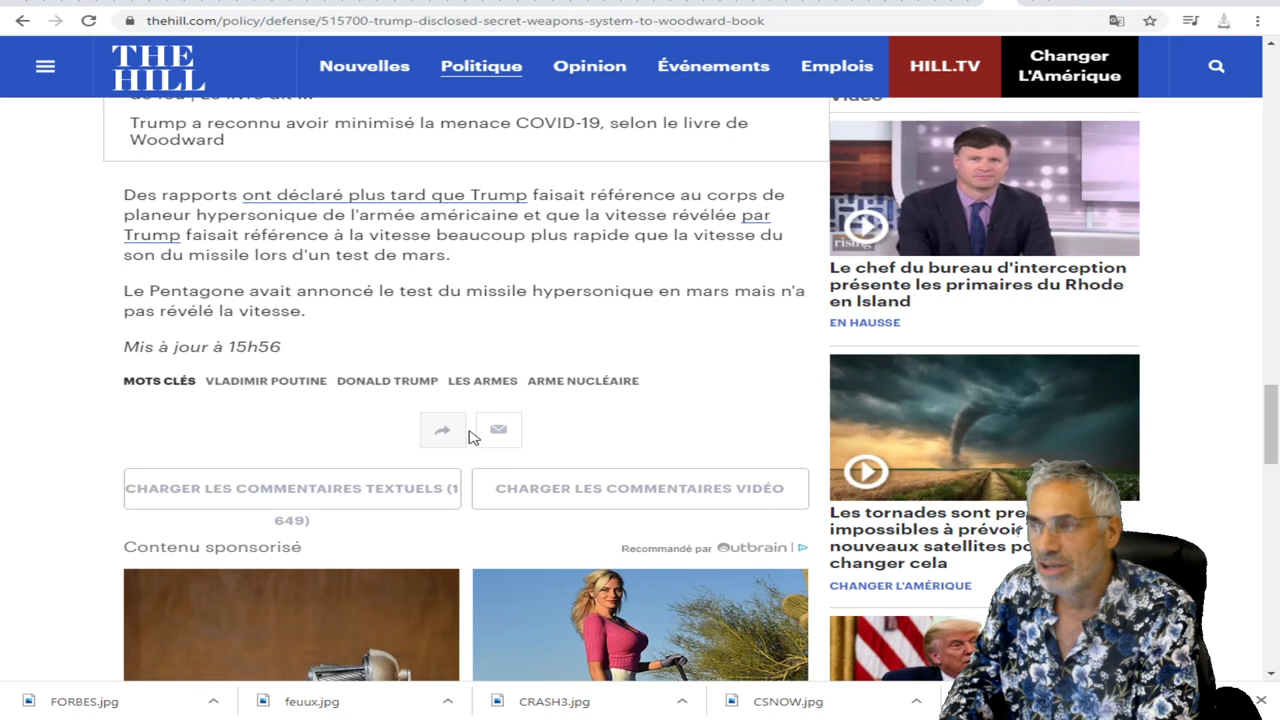 thehill.com/policy/defense/515700-trump-disclosed-secret-weapons-system-to-woodward-book
THE
HILL
Nouvelles
Politique
Opinion
Événements
Emplois
HILL.TV
Changer
L'Amérique
Trump a reconnu avoir minimisé la menace COVID-19, selon le livre de
Woodward
Des rapports ont déclaré plus tard que Trump faisait référence au corps de
planeur hypersonique de l'armée américaine et que la vitesse révélée par
Trump faisait référence à la vitesse beaucoup plus rapide que la vitesse du
son du missile lors d'un test de mars.
Le Pentagone avait annoncé le test du missile hypersonique en mars mais n'a
pas révélé la vitesse.
Mis à jour à 15h56
MOTS CLÉS VLADIMIR POUTINE DONALD TRUMP LES ARMES ARME NUCLÉAIRE
CHARGER LES COMMENTAIRES TEXTUELS (1
649)
CHARGER LES COMMENTAIRES VIDÉO
Contenu sponsorisé
Recommandé par Outbrain
Vidéo
rising
Le chef du bureau d'interception
présente les primaires du Rhode
en Island
EN HAUSSE
Les tornades sont pre
impossibles à prévoir
nouveaux satellites po
changer cela
CHANGER L'AMÉRIQUE
FORBES.jpg
feuux.jpg
CRASH3.jpg
CSNOW.jpg